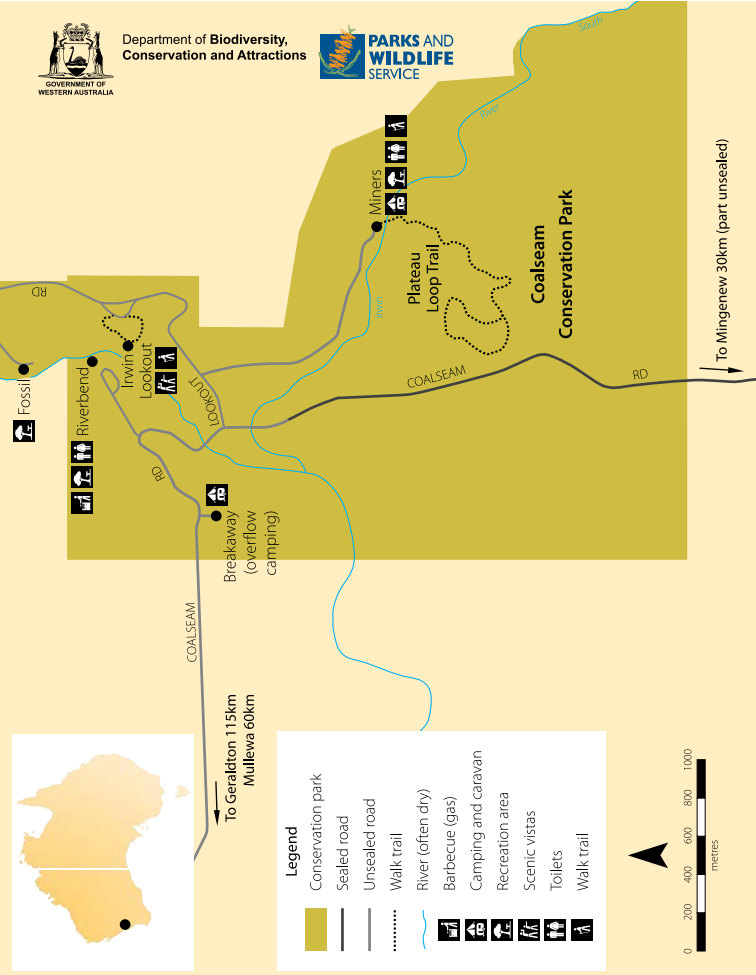 GOVERNMENT OF
WESTERN AUSTRALIA
Department of Biodiversity,
Conservation and Attractions
PARKS AND
WILDLIFE
SERVICE
South
River
Irwin
Miners
Plateau
Loop Trail
Coalseam
Conservation Park
To Mingenew 30km (part unsealed)
RD
Fossil
Riverbend
Irwin
Lookout
LOOKOUT
RD
COALSEAM
RD
Breakaway
(overflow
camping)
COALSEAM
To Geraldton 115km
Mullewa 60km
Legend
Conservation park
Sealed road
Unsealed road
Walk trail
River (often dry)
Barbecue (gas)
Camping and caravan
Recreation area
Scenic vistas
Toilets
Walk trail
0 200 400 600 800 1000
metres